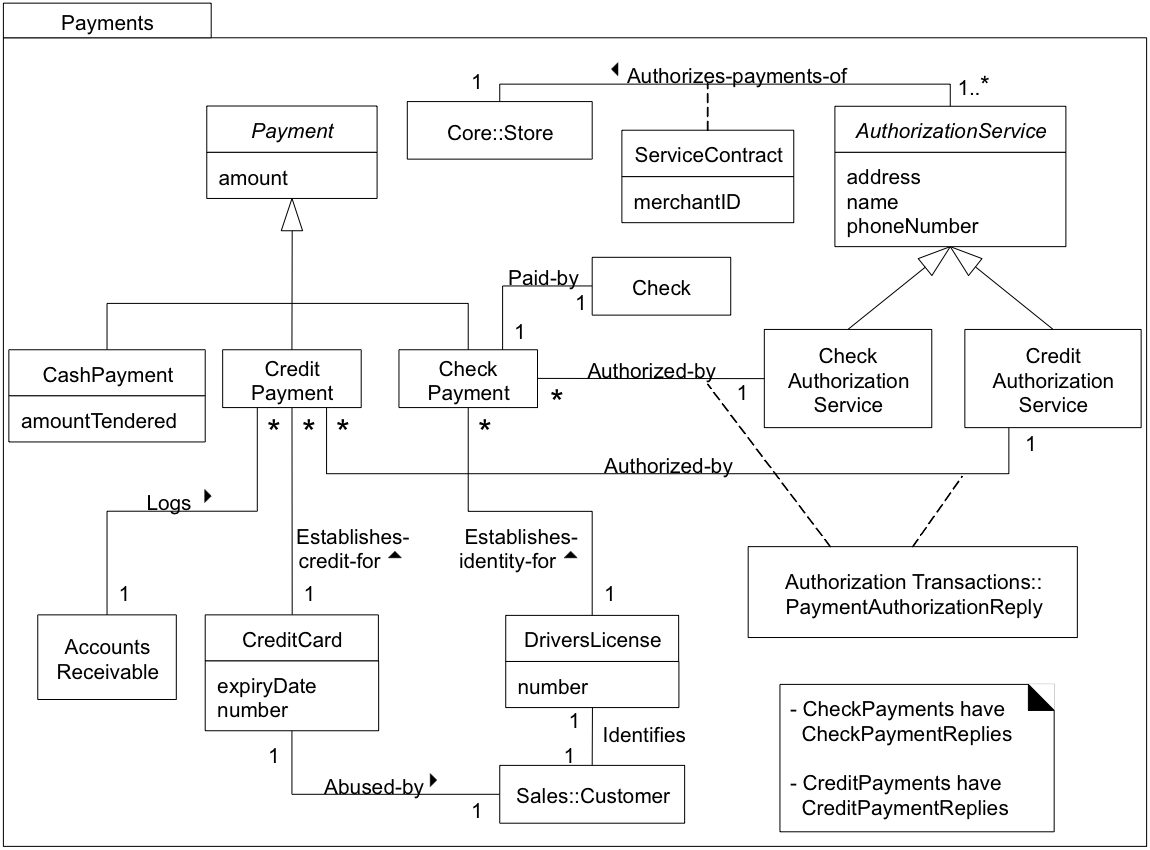 Payments
Authorizes-payments-of
1
1..*
Payment
amount
Core::Store
ServiceContract
merchantID
AuthorizationService
address
name
phoneNumber
Paid-by
1
Check
1
CashPayment
amountTendered
Credit
Payment
Check
Payment
Authorized-by
*
1
Check
Authorization
Service
Credit
Authorization
Service
*
*
*
*
1
Authorized-by
Logs
Establishes-
credit-for
Establishes-
identity-for
1
1
1
Authorization Transactions::
PaymentAuthorizationReply
Accounts
Receivable
CreditCard
expiryDate
number
DriversLicense
number
1
Identifies
1
1
Abused-by
1
Sales::Customer
- CheckPayments have
CheckPaymentReplies
- CreditPayments have
CreditPaymentReplies